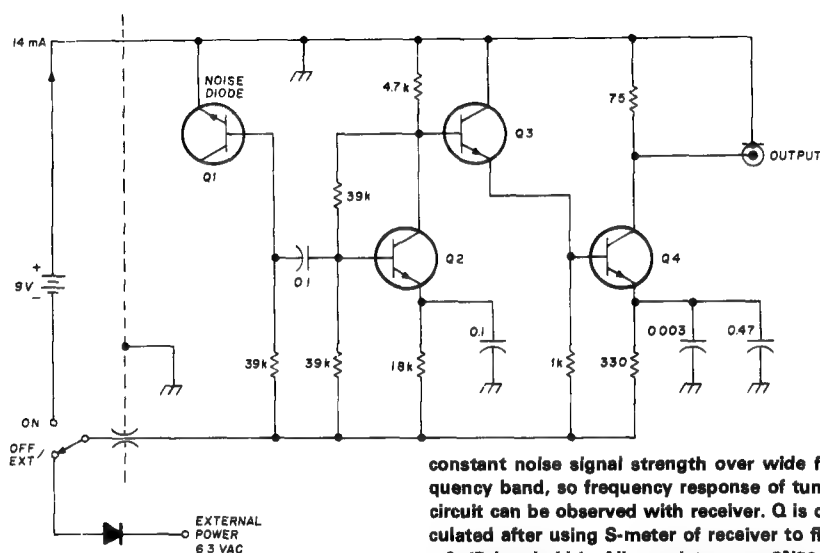 14 mA
NOISE
DIODE
4.7k
75
Q3
Q1
OUTPUT
39k
0.1
Q2
Q4
+
9V
−
39k
39k
18k
0.1
1k
330
0.003
0.47
ON
OFF
EXT
EXTERNAL
POWER
6.3 VAC
constant noise signal strength over wide f
quency band, so frequency response of tun
circuit can be observed with receiver. Q is c
culated after using S-meter of receiver to fi